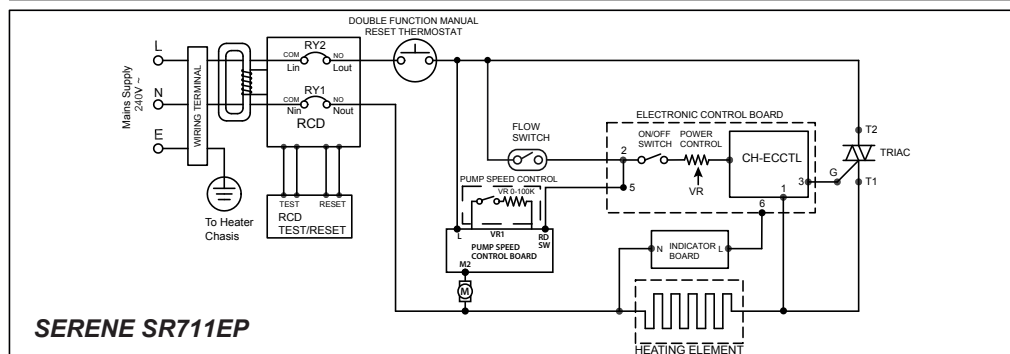 DOUBLE FUNCTION MANUAL
RESET THERMOSTAT
L
N
E
Mains Supply
240V ~
WIRING TERMINAL
To Heater
Chasis
RY2
COM
NO
Lin
Lout
RY1
COM
NO
Nin
Nout
RCD
TEST
RESET
RCD
TEST/RESET
FLOW
SWITCH
PUMP SPEED CONTROL
VR 0-100K
L
VR1
RD
SW
PUMP SPEED
CONTROL BOARD
M2
M
ELECTRONIC CONTROL BOARD
2
ON/OFF
SWITCH
POWER
CONTROL
VR
CH-ECCTL
3
1
5
6
G
T2
TRIAC
T1
N
INDICATOR
BOARD
L
HEATING ELEMENT
SERENE SR711EP